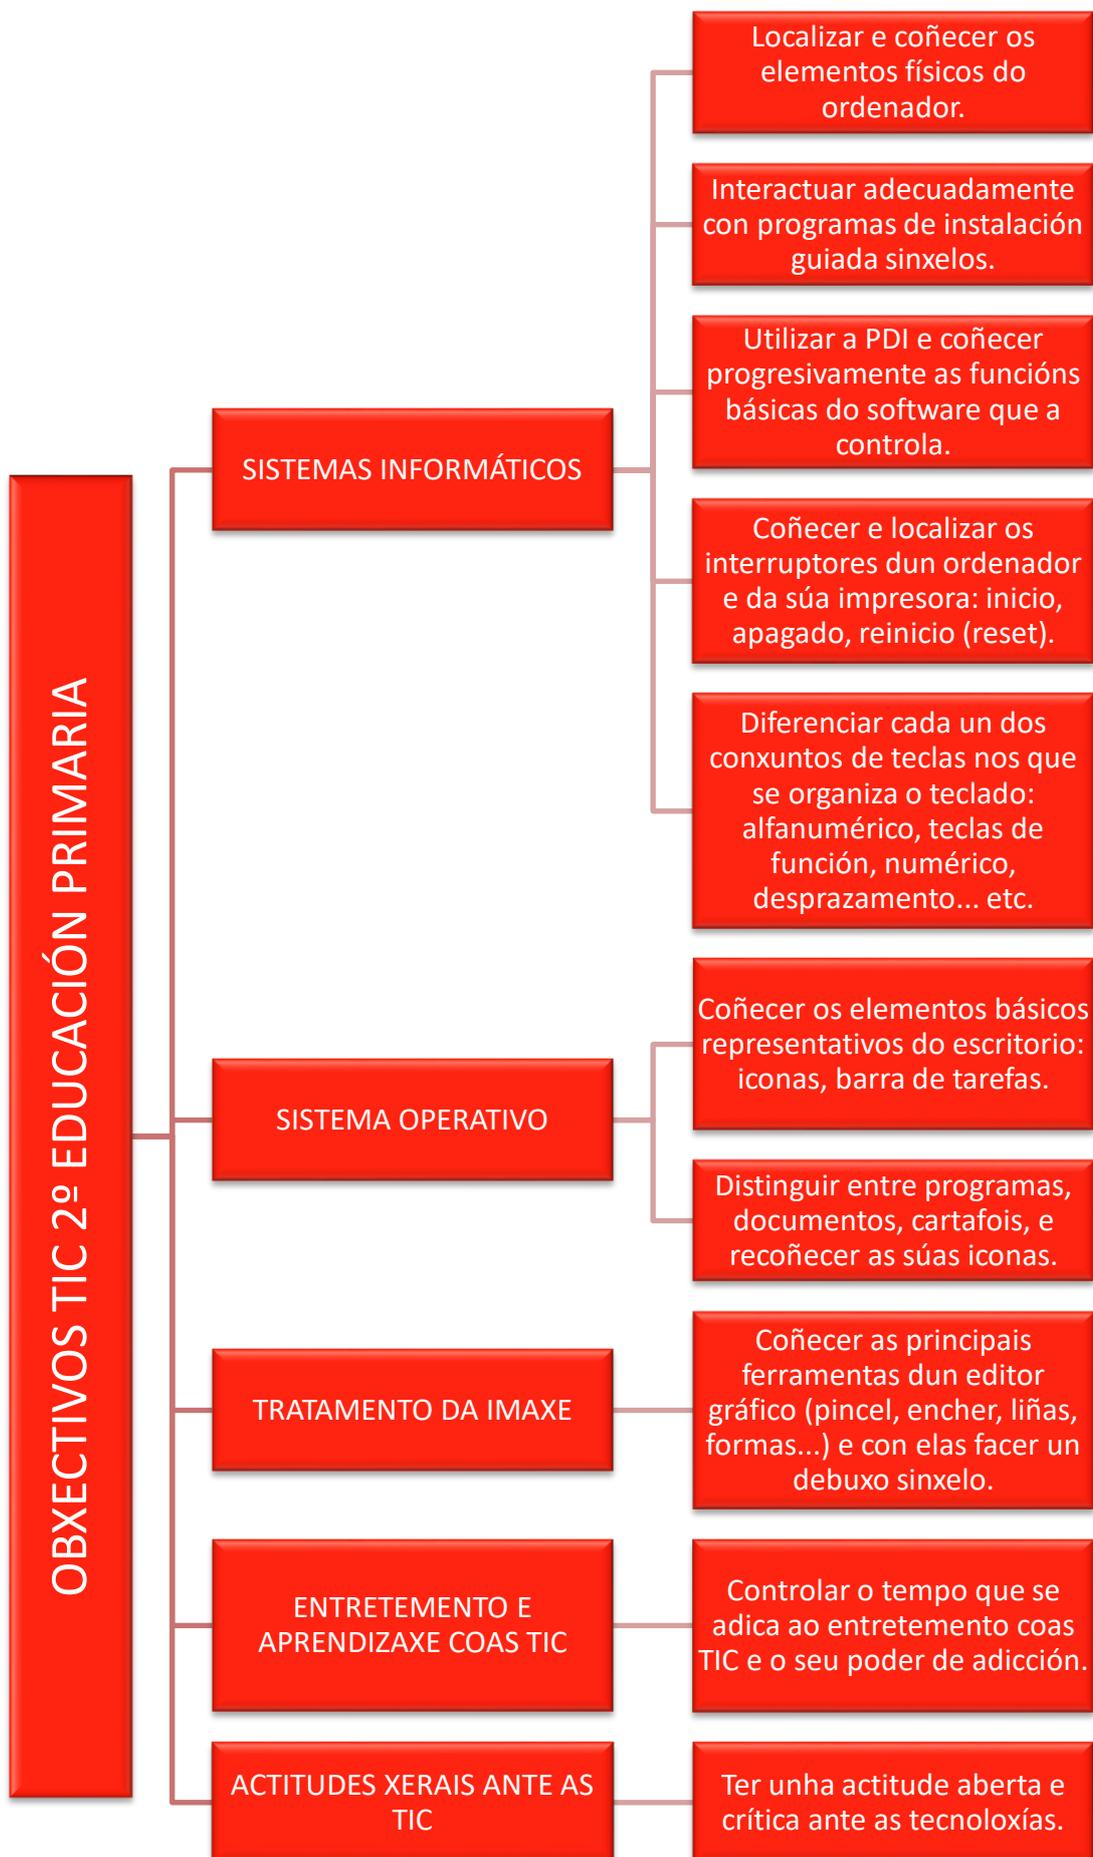 OBXECTIVOS TIC 2º EDUCACIÓN PRIMARIA
SISTEMAS INFORMÁTICOS
Localizar e coñecer os
elementos físicos do
ordenador.
Interactuar adecuadamente
con programas de instalación
guiada sinxelos.
Utilizar a PDI e coñecer
progresivamente as funcións
básicas do software que a
controla.
Coñecer e localizar os
interruptores dun ordenador
e da súa impresora: inicio,
apagado, reinicio (reset).
Diferenciar cada un dos
conxuntos de teclas nos que
se organiza o teclado:
alfanumérico, teclas de
función, numérico,
desprazamento... etc.
SISTEMA OPERATIVO
Coñecer os elementos básicos
representativos do escritorio:
iconas, barra de tarefas.
Distinguir entre programas,
documentos, cartafois, e
recoñecer as súas iconas.
TRATAMENTO DA IMAXE
Coñecer as principais
ferramentas dun editor
gráfico (pincel, encher, liñas,
formas...) e con elas facer un
debuxo sinxelo.
ENTRETEMENTO E
APRENDIZAXE COAS TIC
Controlar o tempo que se
adica ao entretemento coas
TIC e o seu poder de adicción.
ACTITUDES XERAIS ANTE AS
TIC
Ter unha actitude aberta e
crítica ante as tecnoloxías.